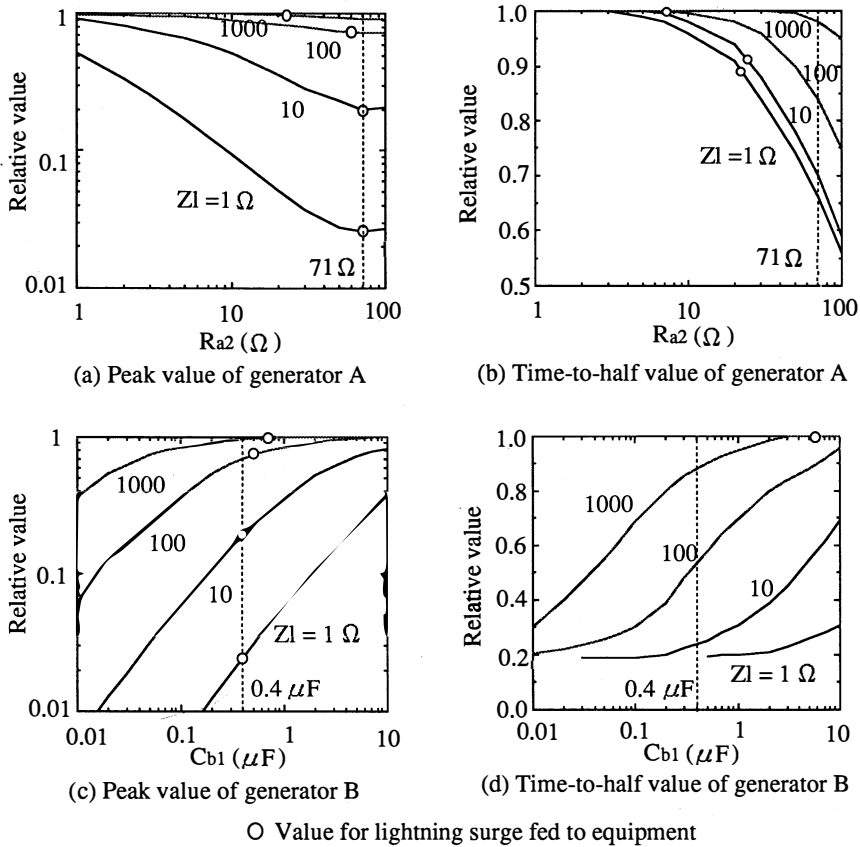 1
0.1
0.01
Relative value
1000
100
10
Zl = 1 Ω
71 Ω
1
10
100
Ra2 (Ω)
(a) Peak value of generator A
1.0
0.9
0.8
0.7
0.6
0.5
Relative value
1000
100
10
Zl = 1 Ω
71 Ω
1
10
100
Ra2 (Ω)
(b) Time-to-half value of generator A
1
0.1
0.01
Relative value
1000
100
10
Zl = 1 Ω
0.4 μF
0.01
0.1
1
10
Cb1 (μF)
(c) Peak value of generator B
1.0
0.8
0.6
0.4
0.2
0.0
Relative value
1000
100
10
Zl = 1 Ω
0.4 μF
0.01
0.1
1
10
Cb1 (μF)
(d) Time-to-half value of generator B
O Value for lightning surge fed to equipment